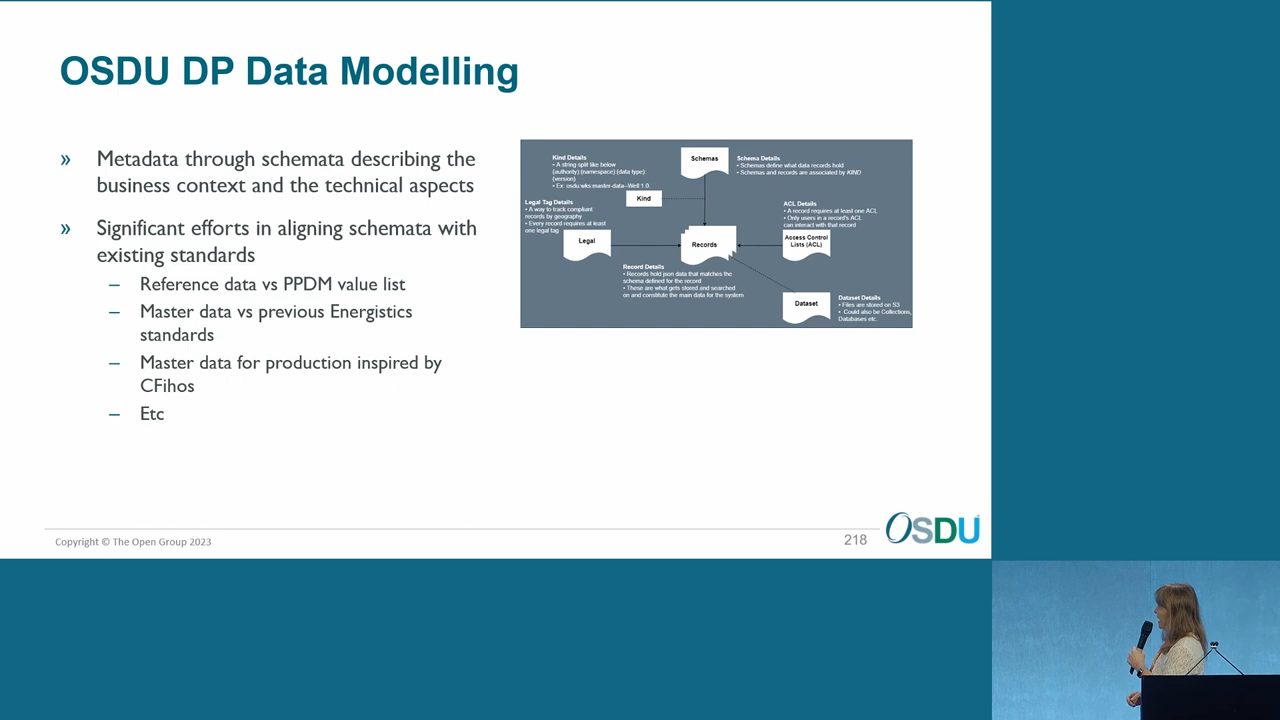 OSDU DP Data Modelling
» Metadata through schemata describing the
business context and the technical aspects
» Significant efforts in aligning schemata with
existing standards
– Reference data vs PPDM value list
– Master data vs previous Energistics
standards
– Master data for production inspired by
CFihos
– Etc
Kind Details
• A string split like below
(authority):(namespace):(data type):
(version)
• Ex: osdu:wks:master-data--Well:1.0
Schemas
Schema Details
• Schemas define what data records hold
• Schemas and records are associated by KIND
Kind
Legal Tag Details
• A way to track compliant
records by geography
• Every record requires at least
one legal tag
Legal
Records
ACL Details
• A record requires at least one ACL
• Only users in a record's ACL
can interact with that record
Access Control
Lists (ACL)
Record Details
• Records hold json data that matches the
schema defined for the record
• These are what gets stored and searched
on and constitute the main data for the system
Dataset
Dataset Details
• Files are stored on S3
• Could also be Collections,
Databases etc.
Copyright © The Open Group 2023
218
OSDU